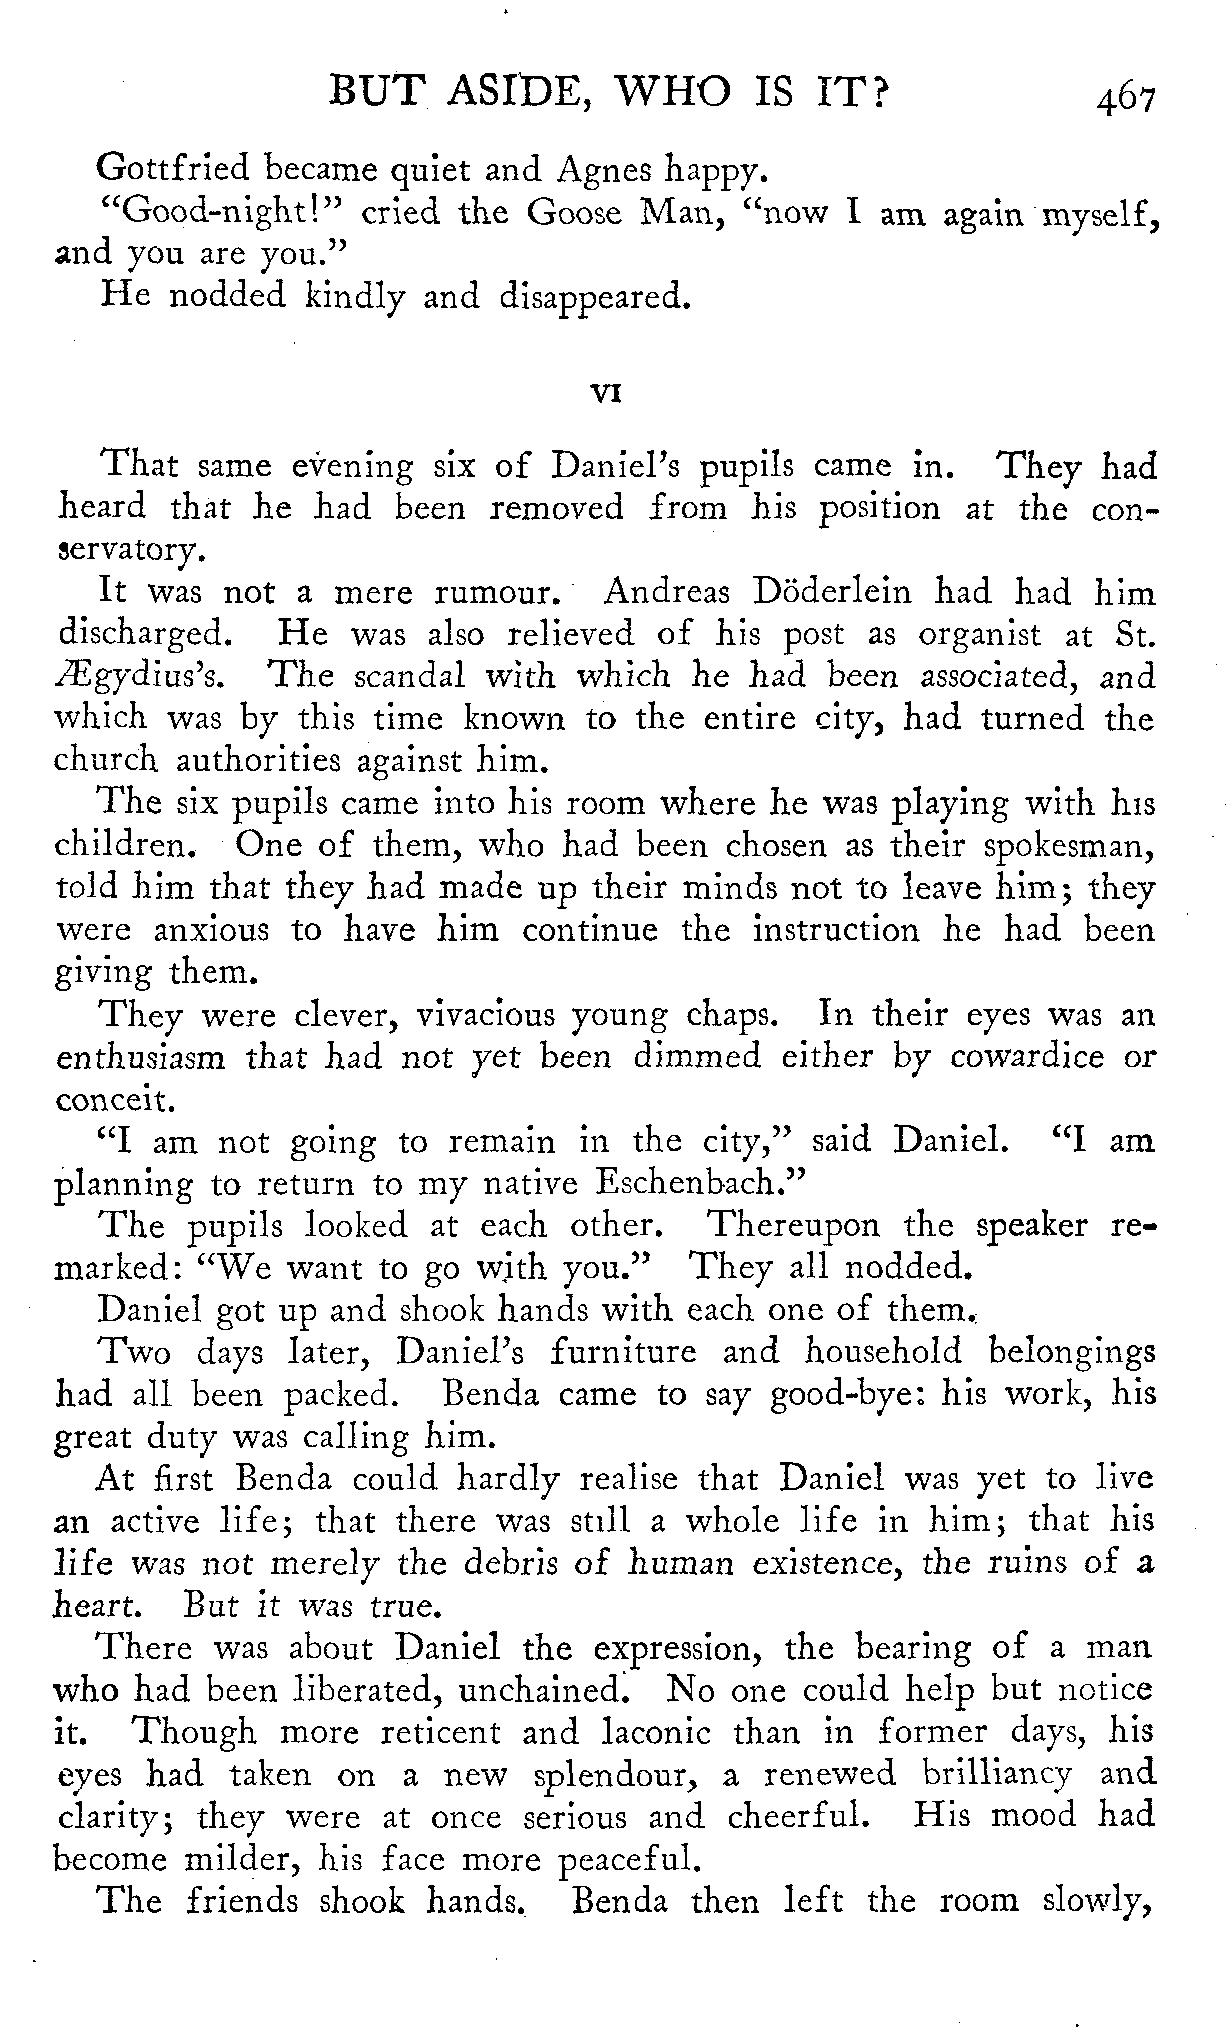 BUT ASIDE, WHO IS IT? 467
Gottfried became quiet and Agnes happy.
“Good-night!” cried the Goose Man, “now I am again myself,
and you are you.”
He nodded kindly and disappeared.
VI
That same evening six of Daniel’s pupils came in. They had
heard that he had been removed from his position at the con-
servatory.
It was not a mere rumour. Andreas Döderlein had had him
discharged. He was also relieved of his post as organist at St.
Ægydius’s. The scandal with which he had been associated, and
which was by this time known to the entire city, had turned the
church authorities against him.
The six pupils came into his room where he was playing with his
children. One of them, who had been chosen as their spokesman,
told him that they had made up their minds not to leave him; they
were anxious to have him continue the instruction he had been
giving them.
They were clever, vivacious young chaps. In their eyes was an
enthusiasm that had not yet been dimmed either by cowardice or
conceit.
“I am not going to remain in the city,” said Daniel. “I am
planning to return to my native Eschenbach.”
The pupils looked at each other. Thereupon the speaker re-
marked: “We want to go with you.” They all nodded.
Daniel got up and shook hands with each one of them.
Two days later, Daniel’s furniture and household belongings
had all been packed. Benda came to say good-bye: his work, his
great duty was calling him.
At first Benda could hardly realise that Daniel was yet to live
an active life; that there was still a whole life in him; that his
life was not merely the debris of human existence, the ruins of a
heart. But it was true.
There was about Daniel the expression, the bearing of a man
who had been liberated, unchained. No one could help but notice
it. Though more reticent and laconic than in former days, his
eyes had taken on a new splendour, a renewed brilliancy and
clarity; they were at once serious and cheerful. His mood had
become milder, his face more peaceful.
The friends shook hands. Benda then left the room slowly,